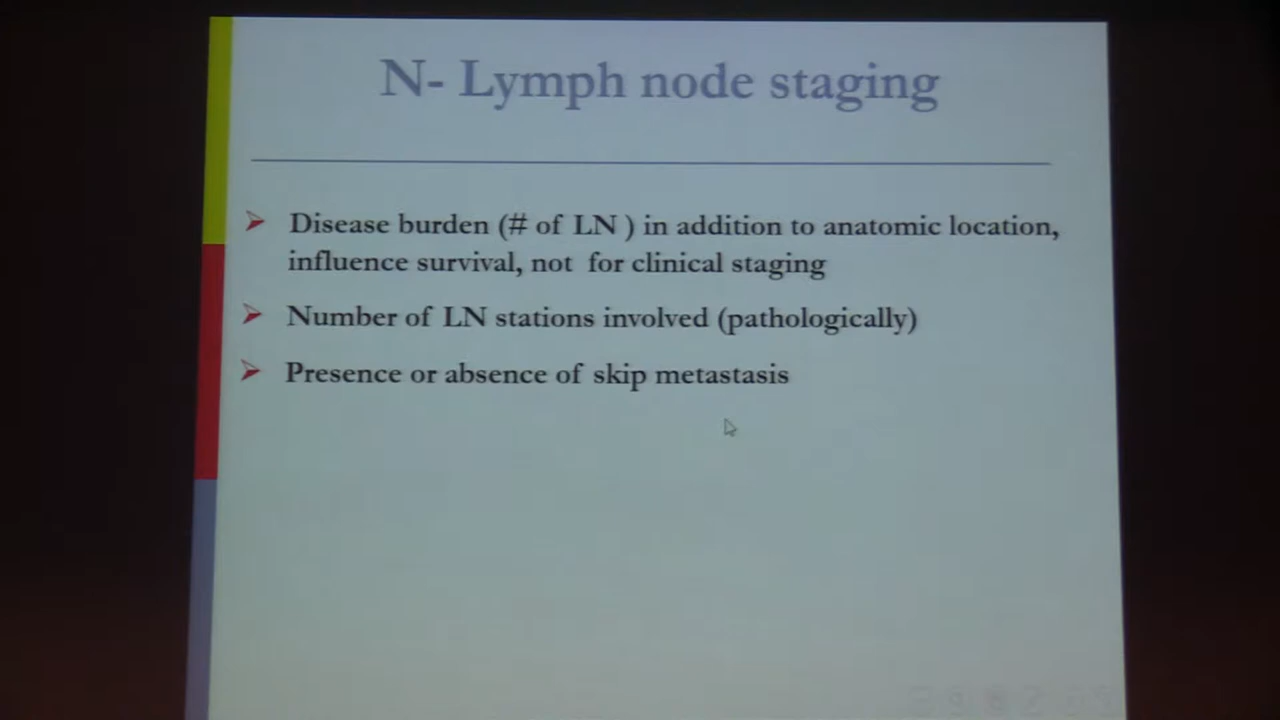 N- Lymph node staging
Disease burden (# of LN ) in addition to anatomic location,
influence survival, not for clinical staging
Number of LN stations involved (pathologically)
Presence or absence of skip metastasis